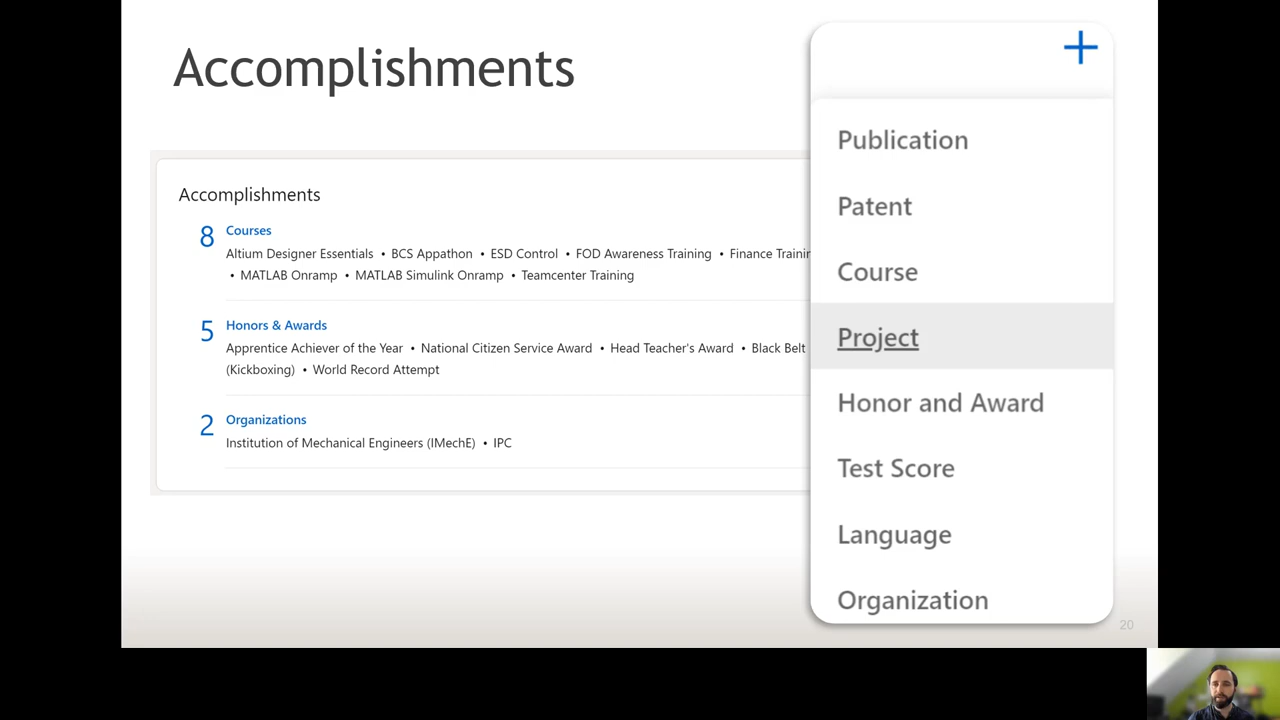 Accomplishments
Accomplishments
8 Courses
Altium Designer Essentials • BCS Appathon • ESD Control • FOD Awareness Training • Finance
• MATLAB Onramp • MATLAB Simulink Onramp • Teamcenter Training
5 Honors & Awards
Apprentice Achiever of the Year • National Citizen Service Award • Head Teacher's Award • Black Belt
(Kickboxing) • World Record Attempt
2 Organizations
Institution of Mechanical Engineers (IMechE) • IPC
+
Publication
Patent
Course
Project
Honor and Award
Test Score
Language
Organization
20